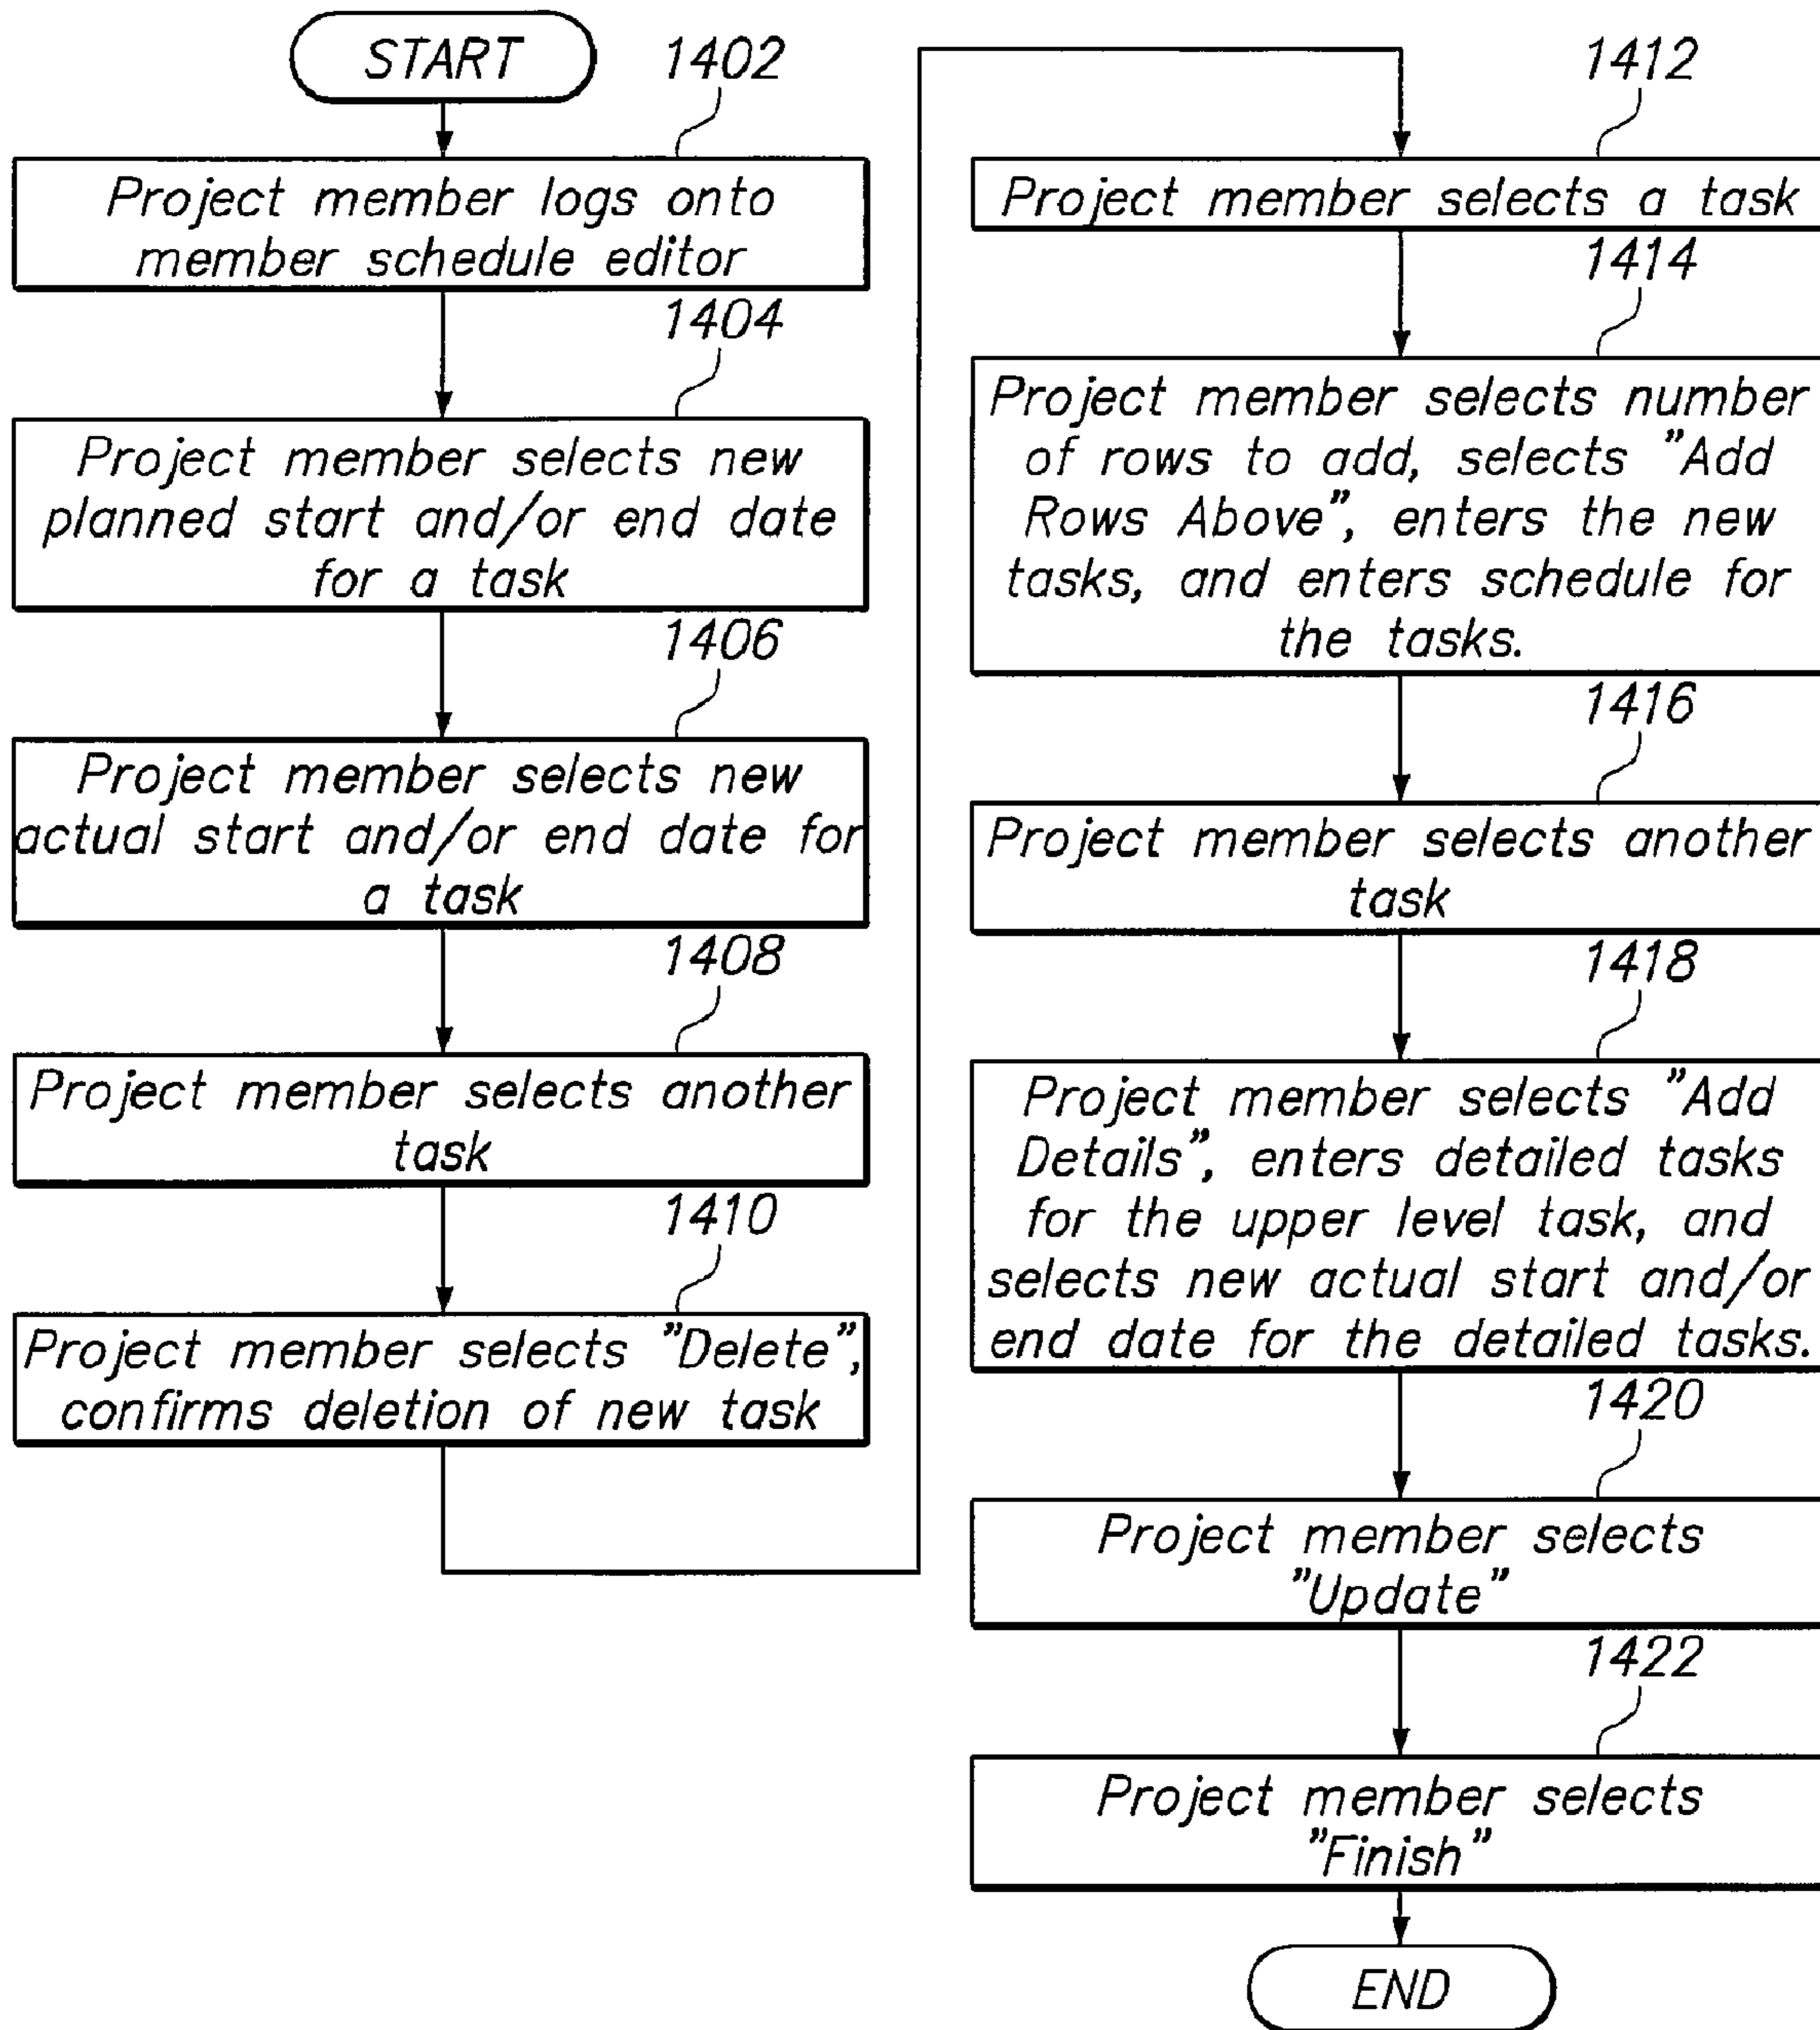 START
1402
Project member logs onto
member schedule editor
1404
Project member selects new
planned start and/or end date
for a task
1406
Project member selects new
actual start and/or end date for
a task
1408
Project member selects another
task
1410
Project member selects "Delete",
confirms deletion of new task
1412
Project member selects a task
1414
Project member selects number
of rows to add, selects "Add
Rows Above", enters the new
tasks, and enters schedule for
the tasks.
1416
Project member selects another
task
1418
Project member selects "Add
Details", enters detailed tasks
for the upper level task, and
selects new actual start and/or
end date for the detailed tasks.
1420
Project member selects
"Update"
1422
Project member selects
"Finish"
END